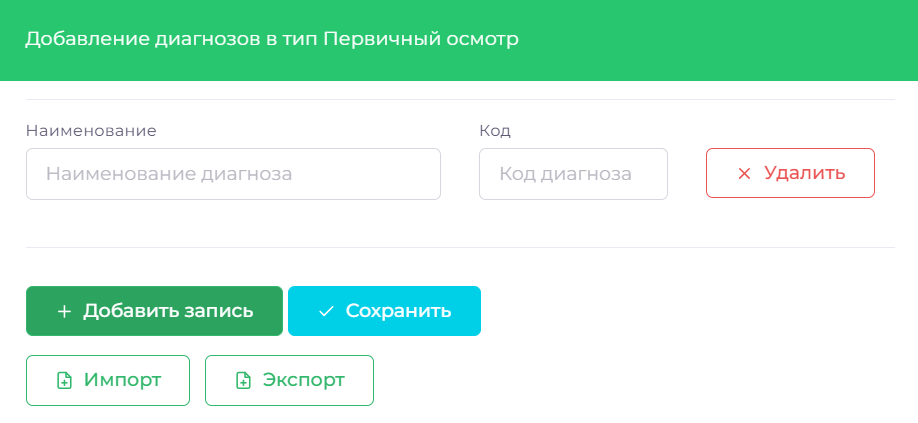 Добавление диагнозов в тип Первичный осмотр
Наименование Код
Наименование диагноза Код диагноза Удалить
Добавить запись Сохранить
Импорт Экспорт